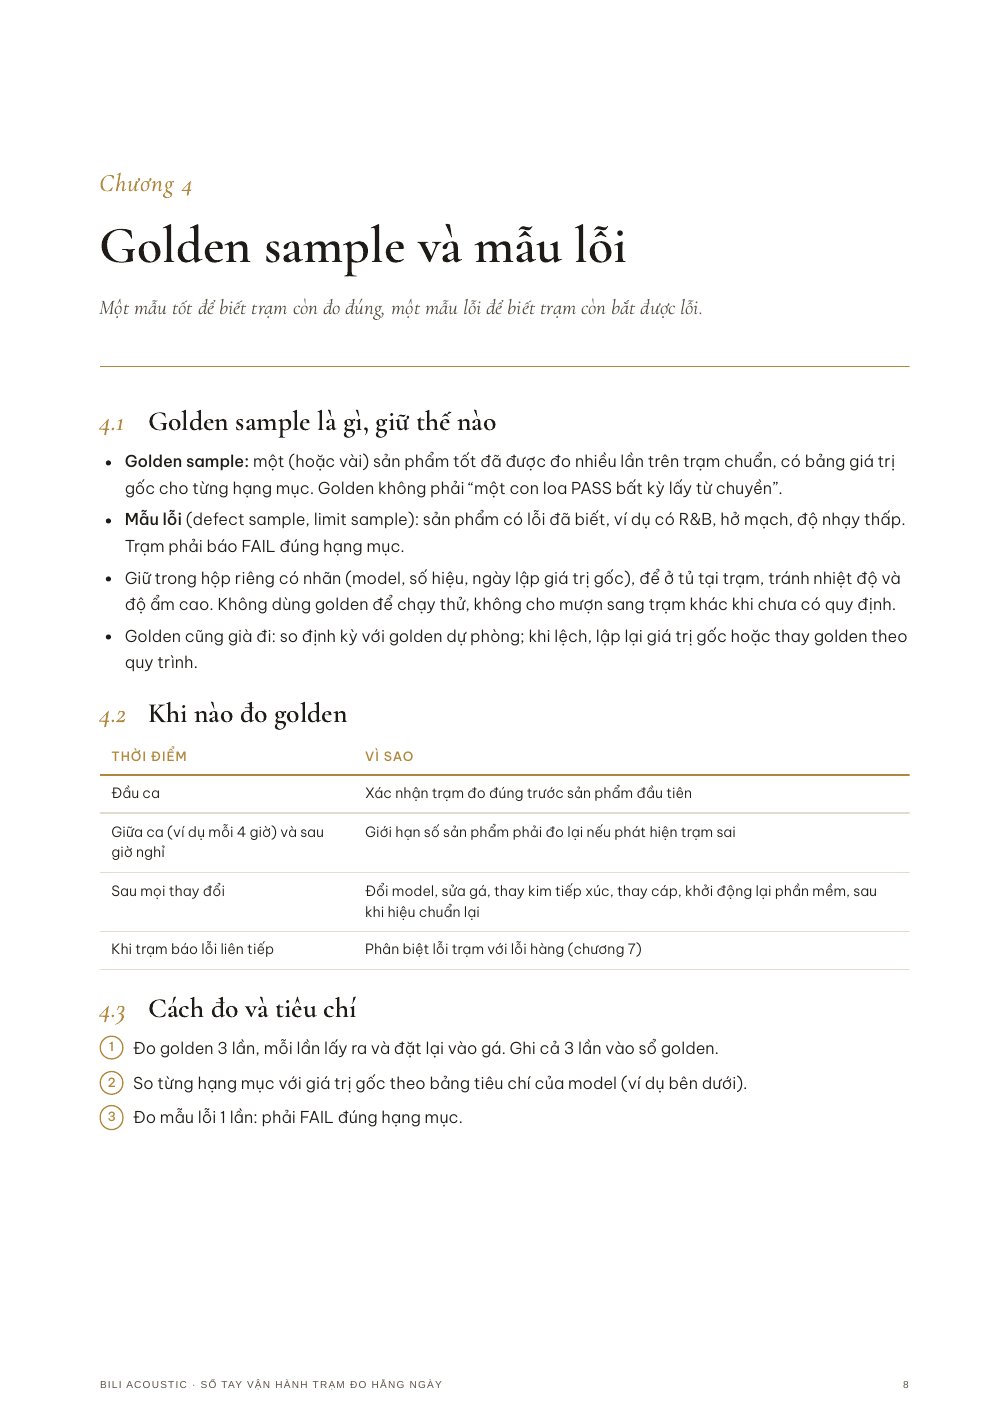 Chương 4
Golden sample và mẫu lỗi
Một mẫu tốt để biết trạm còn đo đúng, một mẫu lỗi để biết trạm còn bắt được lỗi.
4.1 Golden sample là gì, giữ thế nào
• Golden sample: một (hoặc vài) sản phẩm tốt đã được đo nhiều lần trên trạm chuẩn, có bảng giá trị
gốc cho từng hạng mục. Golden không phải “một con loa PASS bất kỳ lấy từ chuyền”.
• Mẫu lỗi (defect sample, limit sample): sản phẩm có lỗi đã biết, ví dụ có R&B, hở mạch, độ nhạy thấp.
Trạm phải báo FAIL đúng hạng mục.
• Giữ trong hộp riêng có nhãn (model, số hiệu, ngày lập giá trị gốc), để ở tủ tại trạm, tránh nhiệt độ và
độ ẩm cao. Không dùng golden để chạy thử, không cho mượn sang trạm khác khi chưa có quy định.
• Golden cũng già đi: so định kỳ với golden dự phòng; khi lệch, lập lại giá trị gốc hoặc thay golden theo
quy trình.
4.2 Khi nào đo golden
THỜI ĐIỂM VÌ SAO
Đầu ca Xác nhận trạm đo đúng trước sản phẩm đầu tiên
Giữa ca (ví dụ mỗi 4 giờ) và sau Giới hạn số sản phẩm phải đo lại nếu phát hiện trạm sai
giờ nghỉ
Sau mọi thay đổi Đổi model, sửa gá, thay kim tiếp xúc, thay cáp, khởi động lại phần mềm, sau
khi hiệu chuẩn lại
Khi trạm báo lỗi liên tiếp Phân biệt lỗi trạm với lỗi hàng (chương 7)
4.3 Cách đo và tiêu chí
1 Đo golden 3 lần, mỗi lần lấy ra và đặt lại vào gá. Ghi cả 3 lần vào sổ golden.
2 So từng hạng mục với giá trị gốc theo bảng tiêu chí của model (ví dụ bên dưới).
3 Đo mẫu lỗi 1 lần: phải FAIL đúng hạng mục.
BILI ACOUSTIC · SỔ TAY VẬN HÀNH TRẠM ĐO HẰNG NGÀY 8